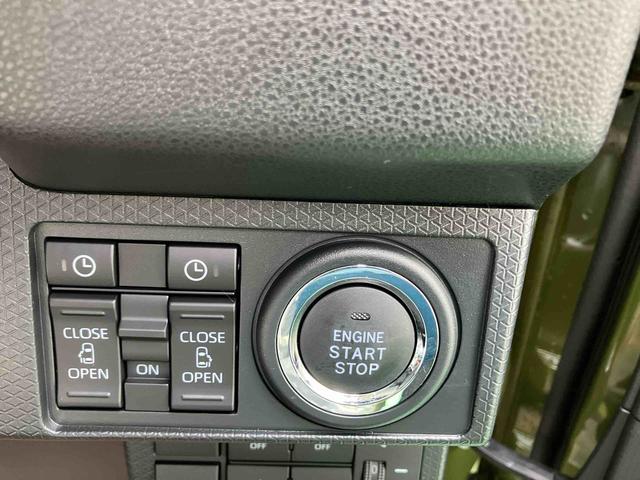 CLOSE
OPEN
ON
CLOSE
OPEN
ENGINE
START
STOP
OFF
OFF